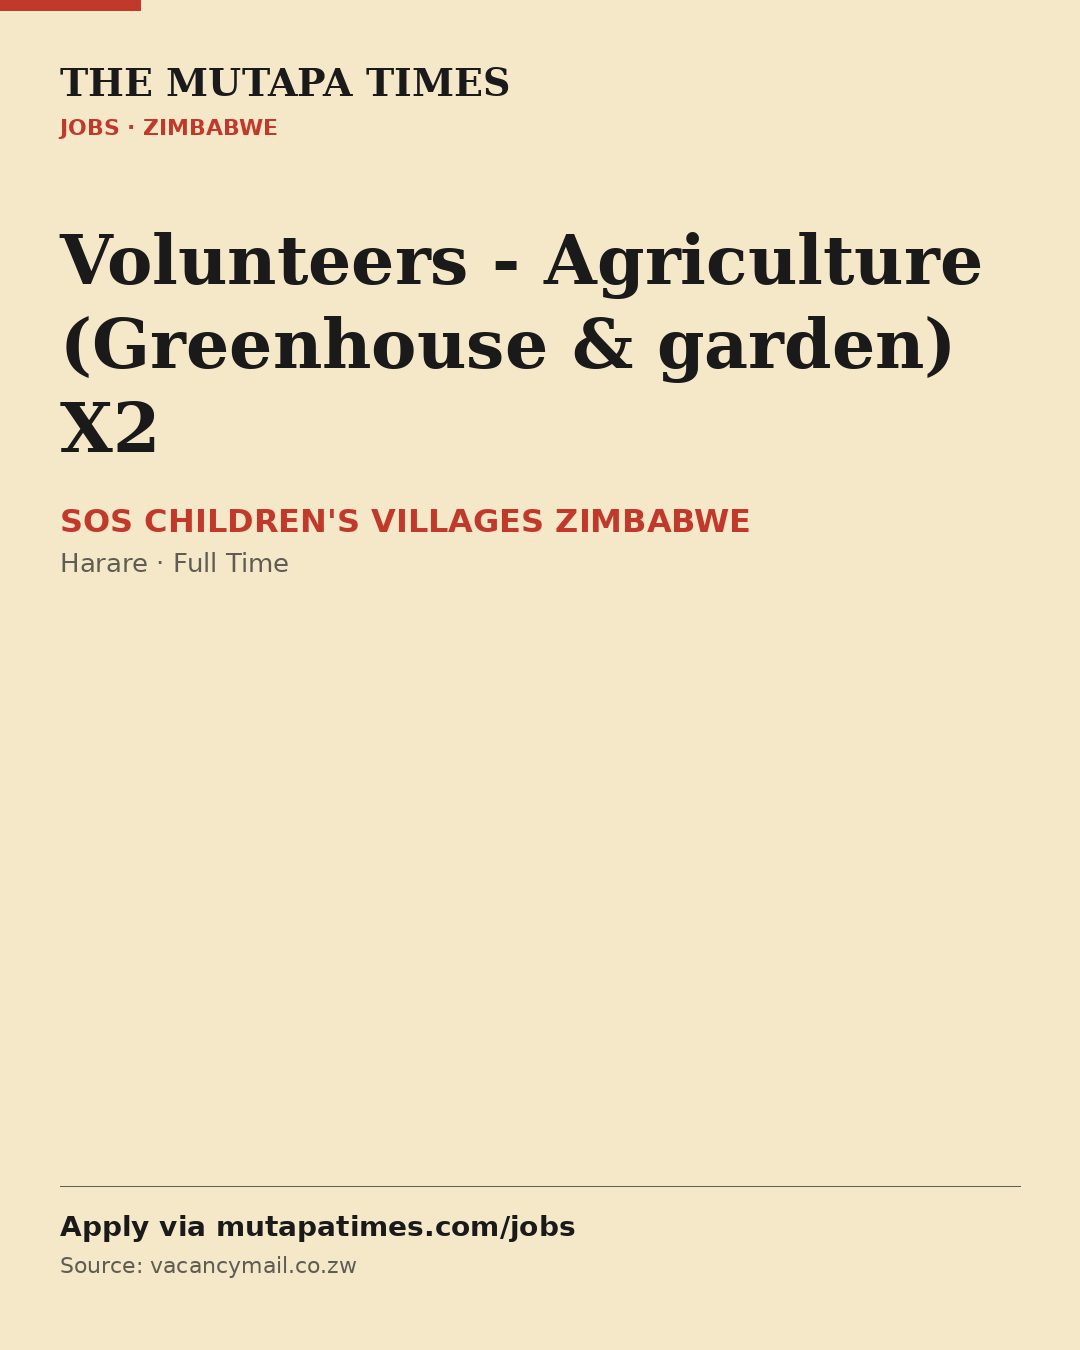 THE MUTAPA TIMES
JOBS · ZIMBABWE
Volunteers - Agriculture
(Greenhouse & garden)
X2
SOS CHILDREN'S VILLAGES ZIMBABWE
Harare · Full Time
Apply via mutapatimes.com/jobs
Source: vacancymail.co.zw